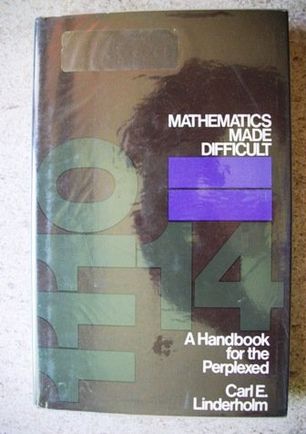 MATHEMATICS
MADE
DIFFICULT
A Handbook
for the
Perplexed
Carl E.
Linderholm